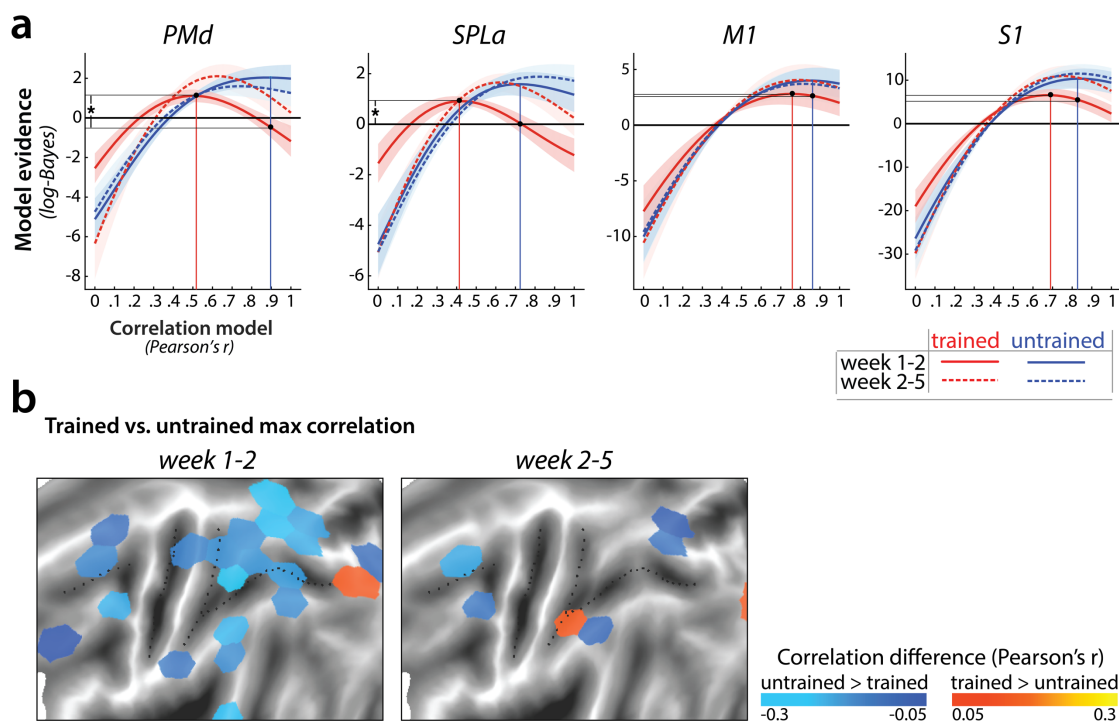 a
PMd
SPLa
M1
S1
Model evidence
(log-Bayes)
2
0
-2
-4
-6
-8
*
0 .1 .2 .3 .4 .5 .6 .7 .8 .9 1
2
0
-2
-4
-6
*
0 .1 .2 .3 .4 .5 .6 .7 .8 .9 1
5
0
-5
-10
0 .1 .2 .3 .4 .5 .6 .7 .8 .9 1
10
0
-10
-20
-30
0 .1 .2 .3 .4 .5 .6 .7 .8 .9 1
Correlation model
(Pearson's r)
trained untrained
week 1-2
week 2-5
b
Trained vs. untrained max correlation
week 1-2
week 2-5
Correlation difference (Pearson's r)
untrained > trained trained > untrained
-0.3 -0.05 0.05 0.3